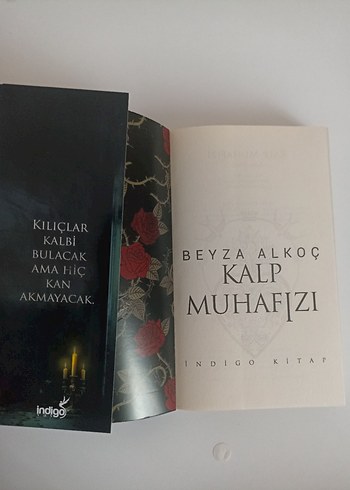 KILIÇLAR
KALBİ
BULACAK
AMA HİÇ
KAN
AKMAYACAK.
indigo
BEYZA ALKOÇ
KALP
MUHAFIZI
İNDİGO KİTAP